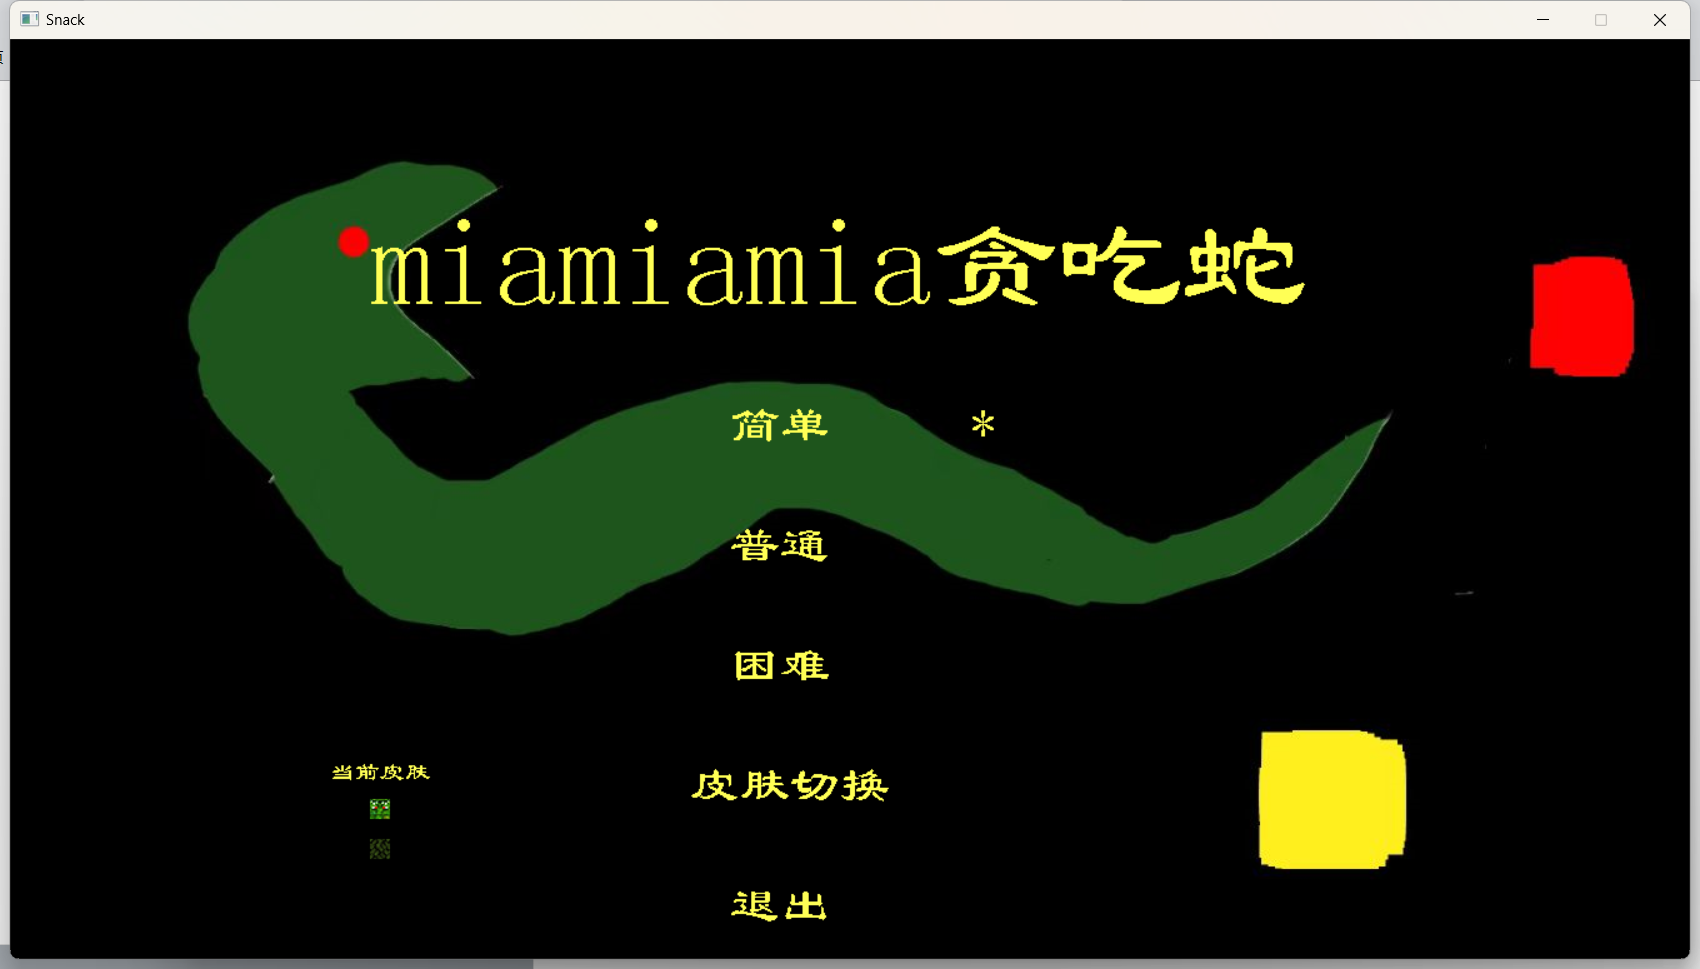 Snack
miamiamia贪吃蛇
简单 *
普通
困难
当前皮肤
皮肤切换
退出